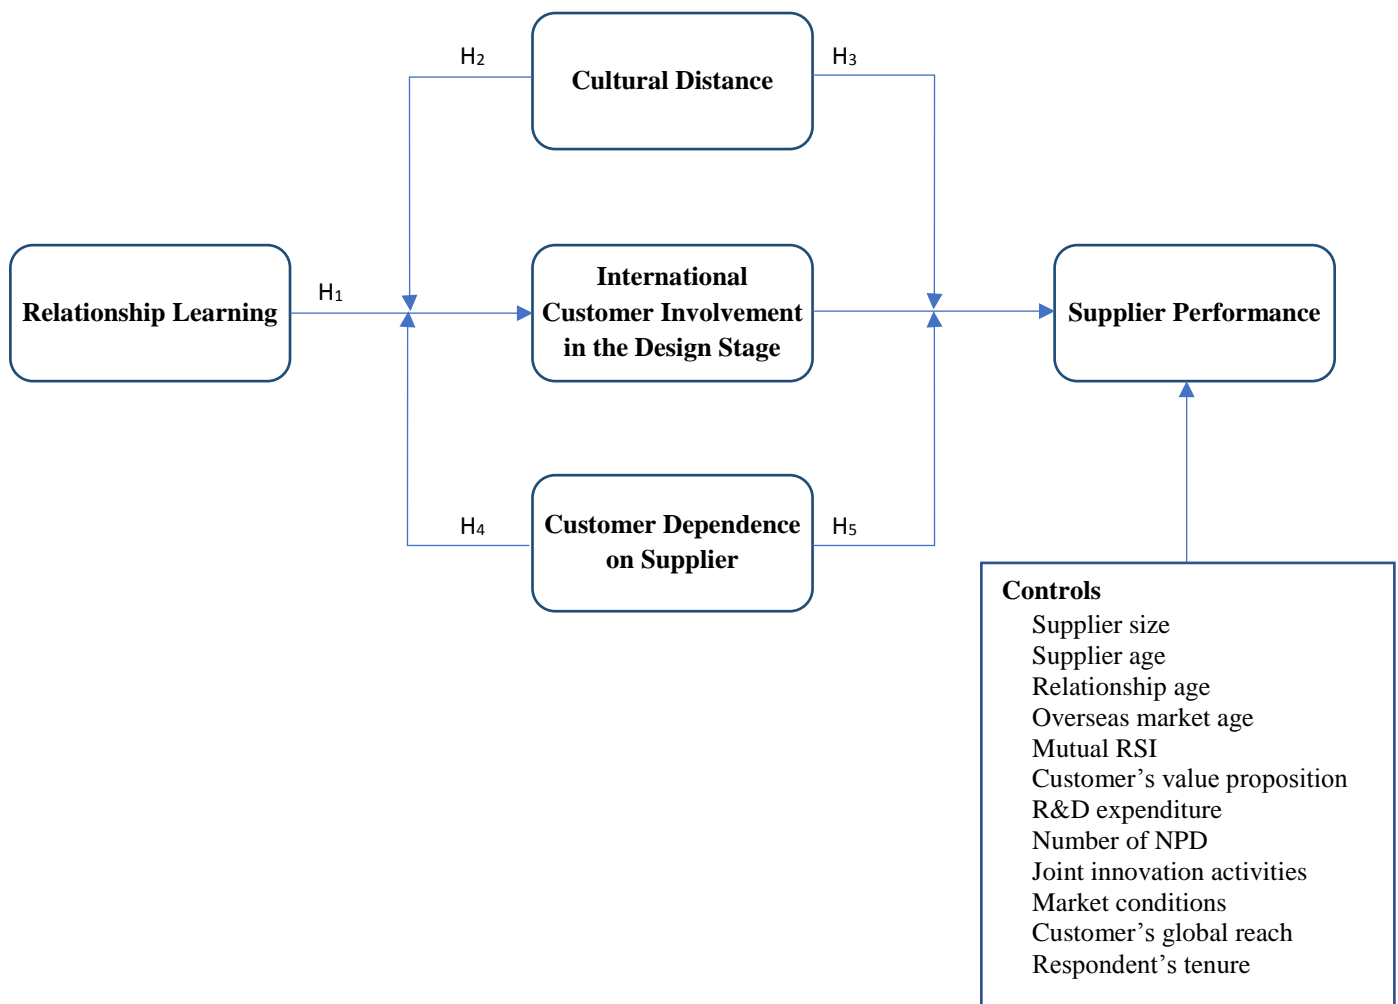 H₂
Cultural Distance
H₃
Relationship Learning
H₁
International
Customer Involvement
in the Design Stage
Supplier Performance
H₄
Customer Dependence
on Supplier
H₅
Controls
Supplier size
Supplier age
Relationship age
Overseas market age
Mutual RSI
Customer’s value proposition
R&D expenditure
Number of NPD
Joint innovation activities
Market conditions
Customer’s global reach
Respondent’s tenure